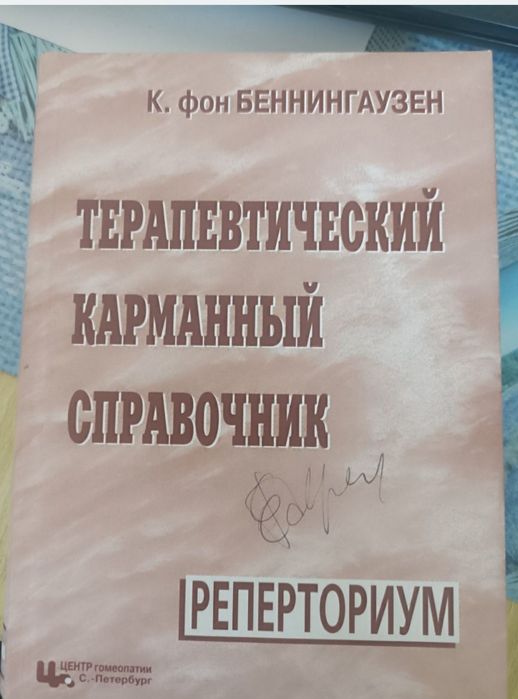 К. фон БЕННИНГАУЗЕН
ТЕРАПЕВТИЧЕСКИЙ
КАРМАННЫЙ
СПРАВОЧНИК
РЕПЕРТОРИУМ
ЦЕНТР гомеопатии
С.-Петербург